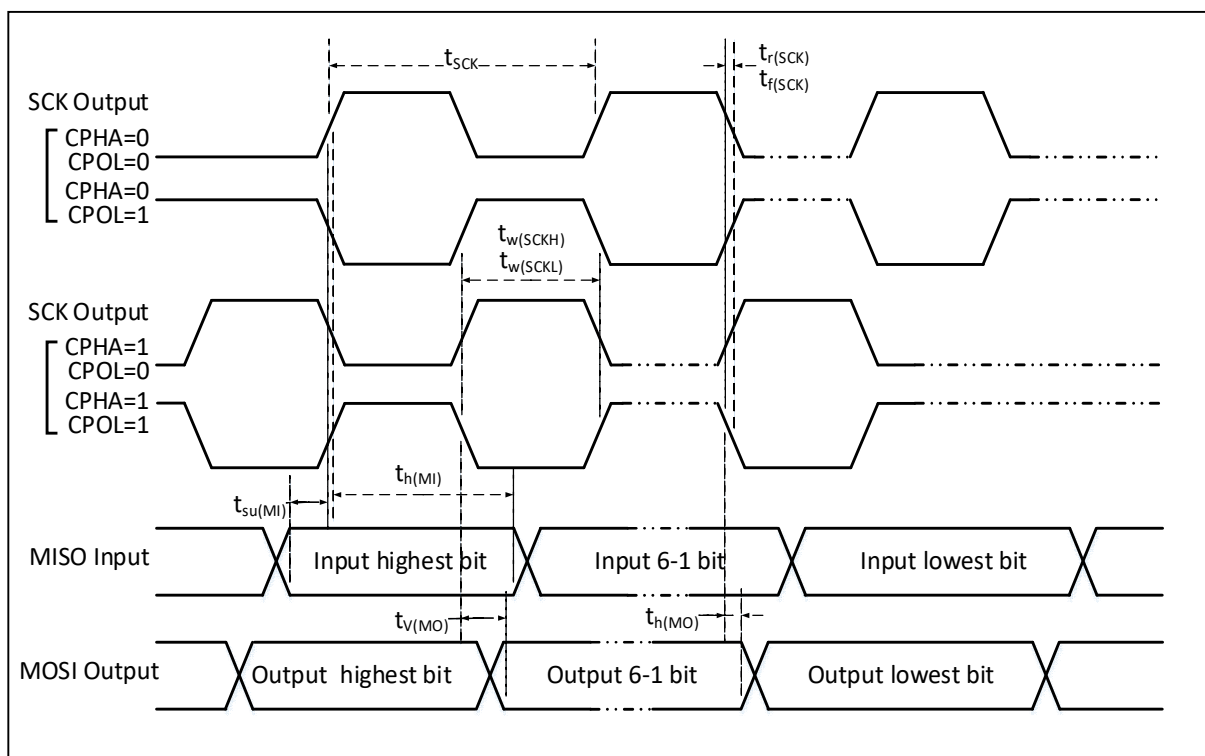 tSCK
tr(SCK)
tf(SCK)
SCK Output
CPHA=0
CPOL=0
CPHA=0
CPOL=1
tw(SCKH)
tw(SCKL)
SCK Output
CPHA=1
CPOL=0
CPHA=1
CPOL=1
th(MI)
tsu(MI)
MISO Input
Input highest bit
Input 6-1 bit
Input lowest bit
tV(MO)
th(MO)
MOSI Output
Output highest bit
Output 6-1 bit
Output lowest bit